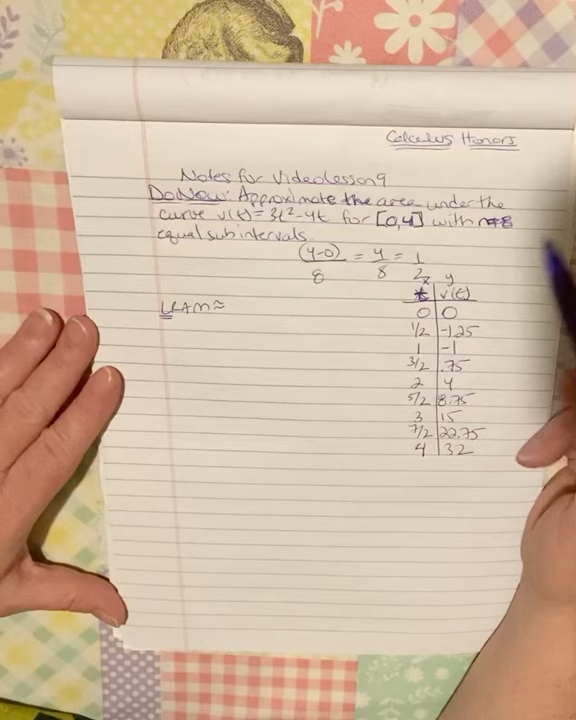 Calculus Honors
Notes for Video Lesson 9
Do Now: Approximate the area under the
curve v(t) = 3t² - 4t for [0,4] with n=8
equal subintervals.
(4-0)/8 = 4/8 = 1/2
x y
t v(t)
LRAM ≈
0 0
1/2 -1.25
1 -1
3/2 .75
2 4
5/2 8.75
3 15
7/2 22.75
4 32